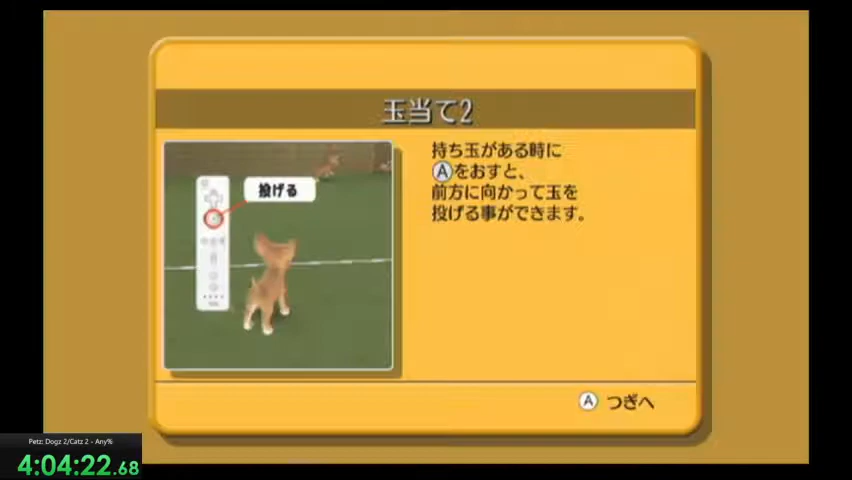 玉当て2
持ち玉がある時に
Ⓐをおすと、
前方に向かって玉を
投げる事ができます。
投げる
Ⓐ つぎへ
Petz: Dogz 2/Catz 2 - Any%
4:04:22.68